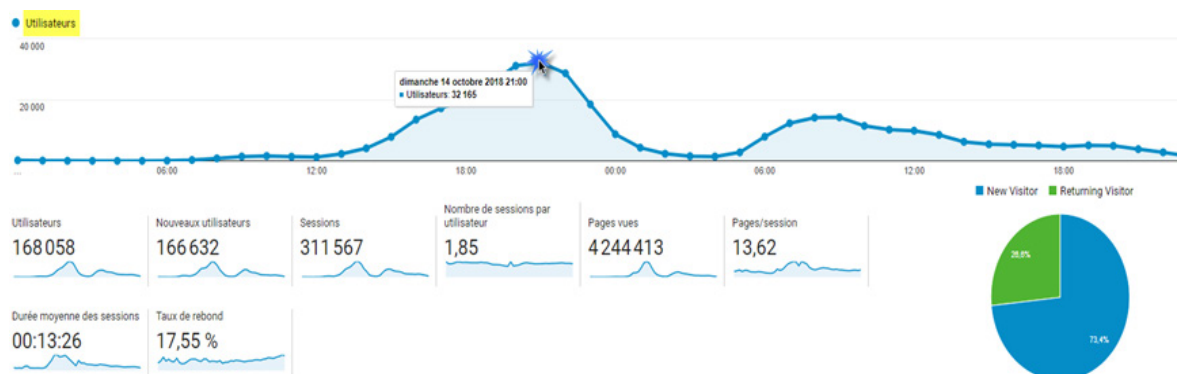 Utilisateurs
40 000
dimanche 14 octobre 2018 21:00
Utilisateurs: 32 165
20 000
...
06:00
12:00
18:00
00:00
06:00
12:00
18:00
New Visitor
Returning Visitor
Utilisateurs
168 058
Nouveaux utilisateurs
166 632
Sessions
311 567
Nombre de sessions par
utilisateur
1,85
Pages vues
4 244 413
Pages/session
13,62
26,6%
73,4%
Durée moyenne des sessions
00:13:26
Taux de rebond
17,55 %